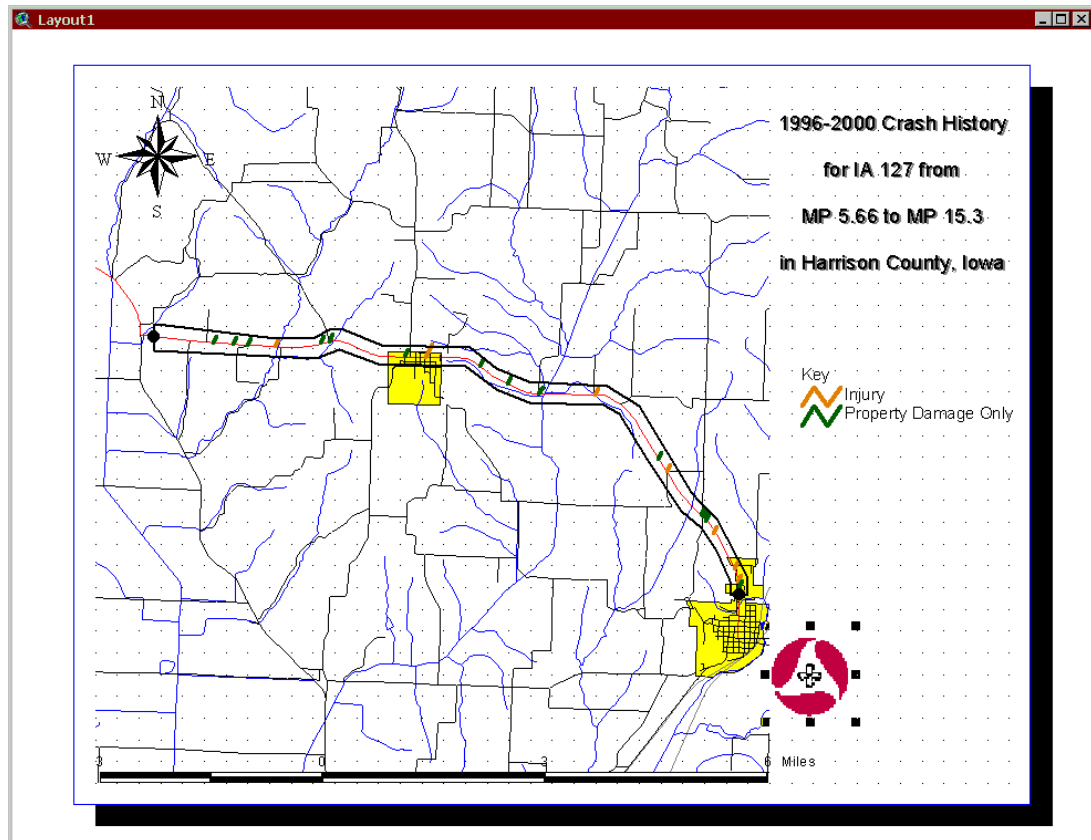 Layout1
N
W E
S
1996-2000 Crash History
for IA 127 from
MP 5.66 to MP 15.3
in Harrison County, Iowa
Key
Injury
Property Damage Only
3 0 3 6 Miles